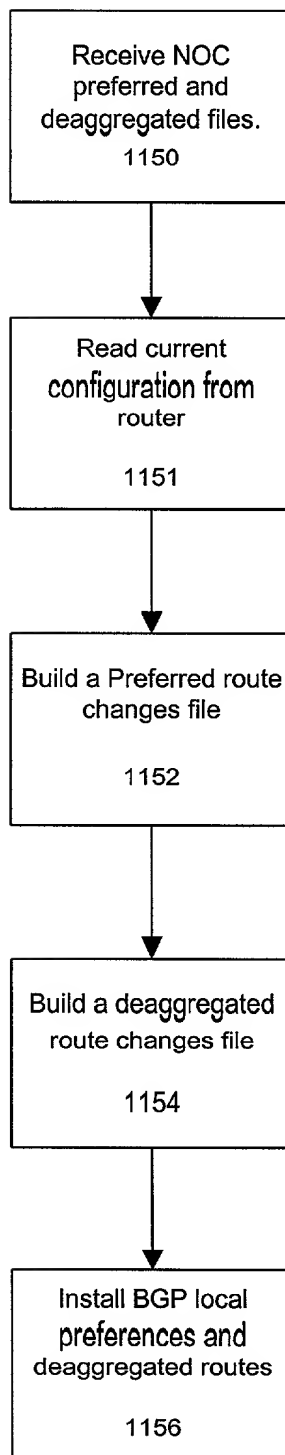 Receive NOC
preferred and
deaggregated files.
1150
Read current
configuration from
router
1151
Build a Preferred route
changes file
1152
Build a deaggregated
route changes file
1154
Install BGP local
preferences and
deaggregated routes
1156